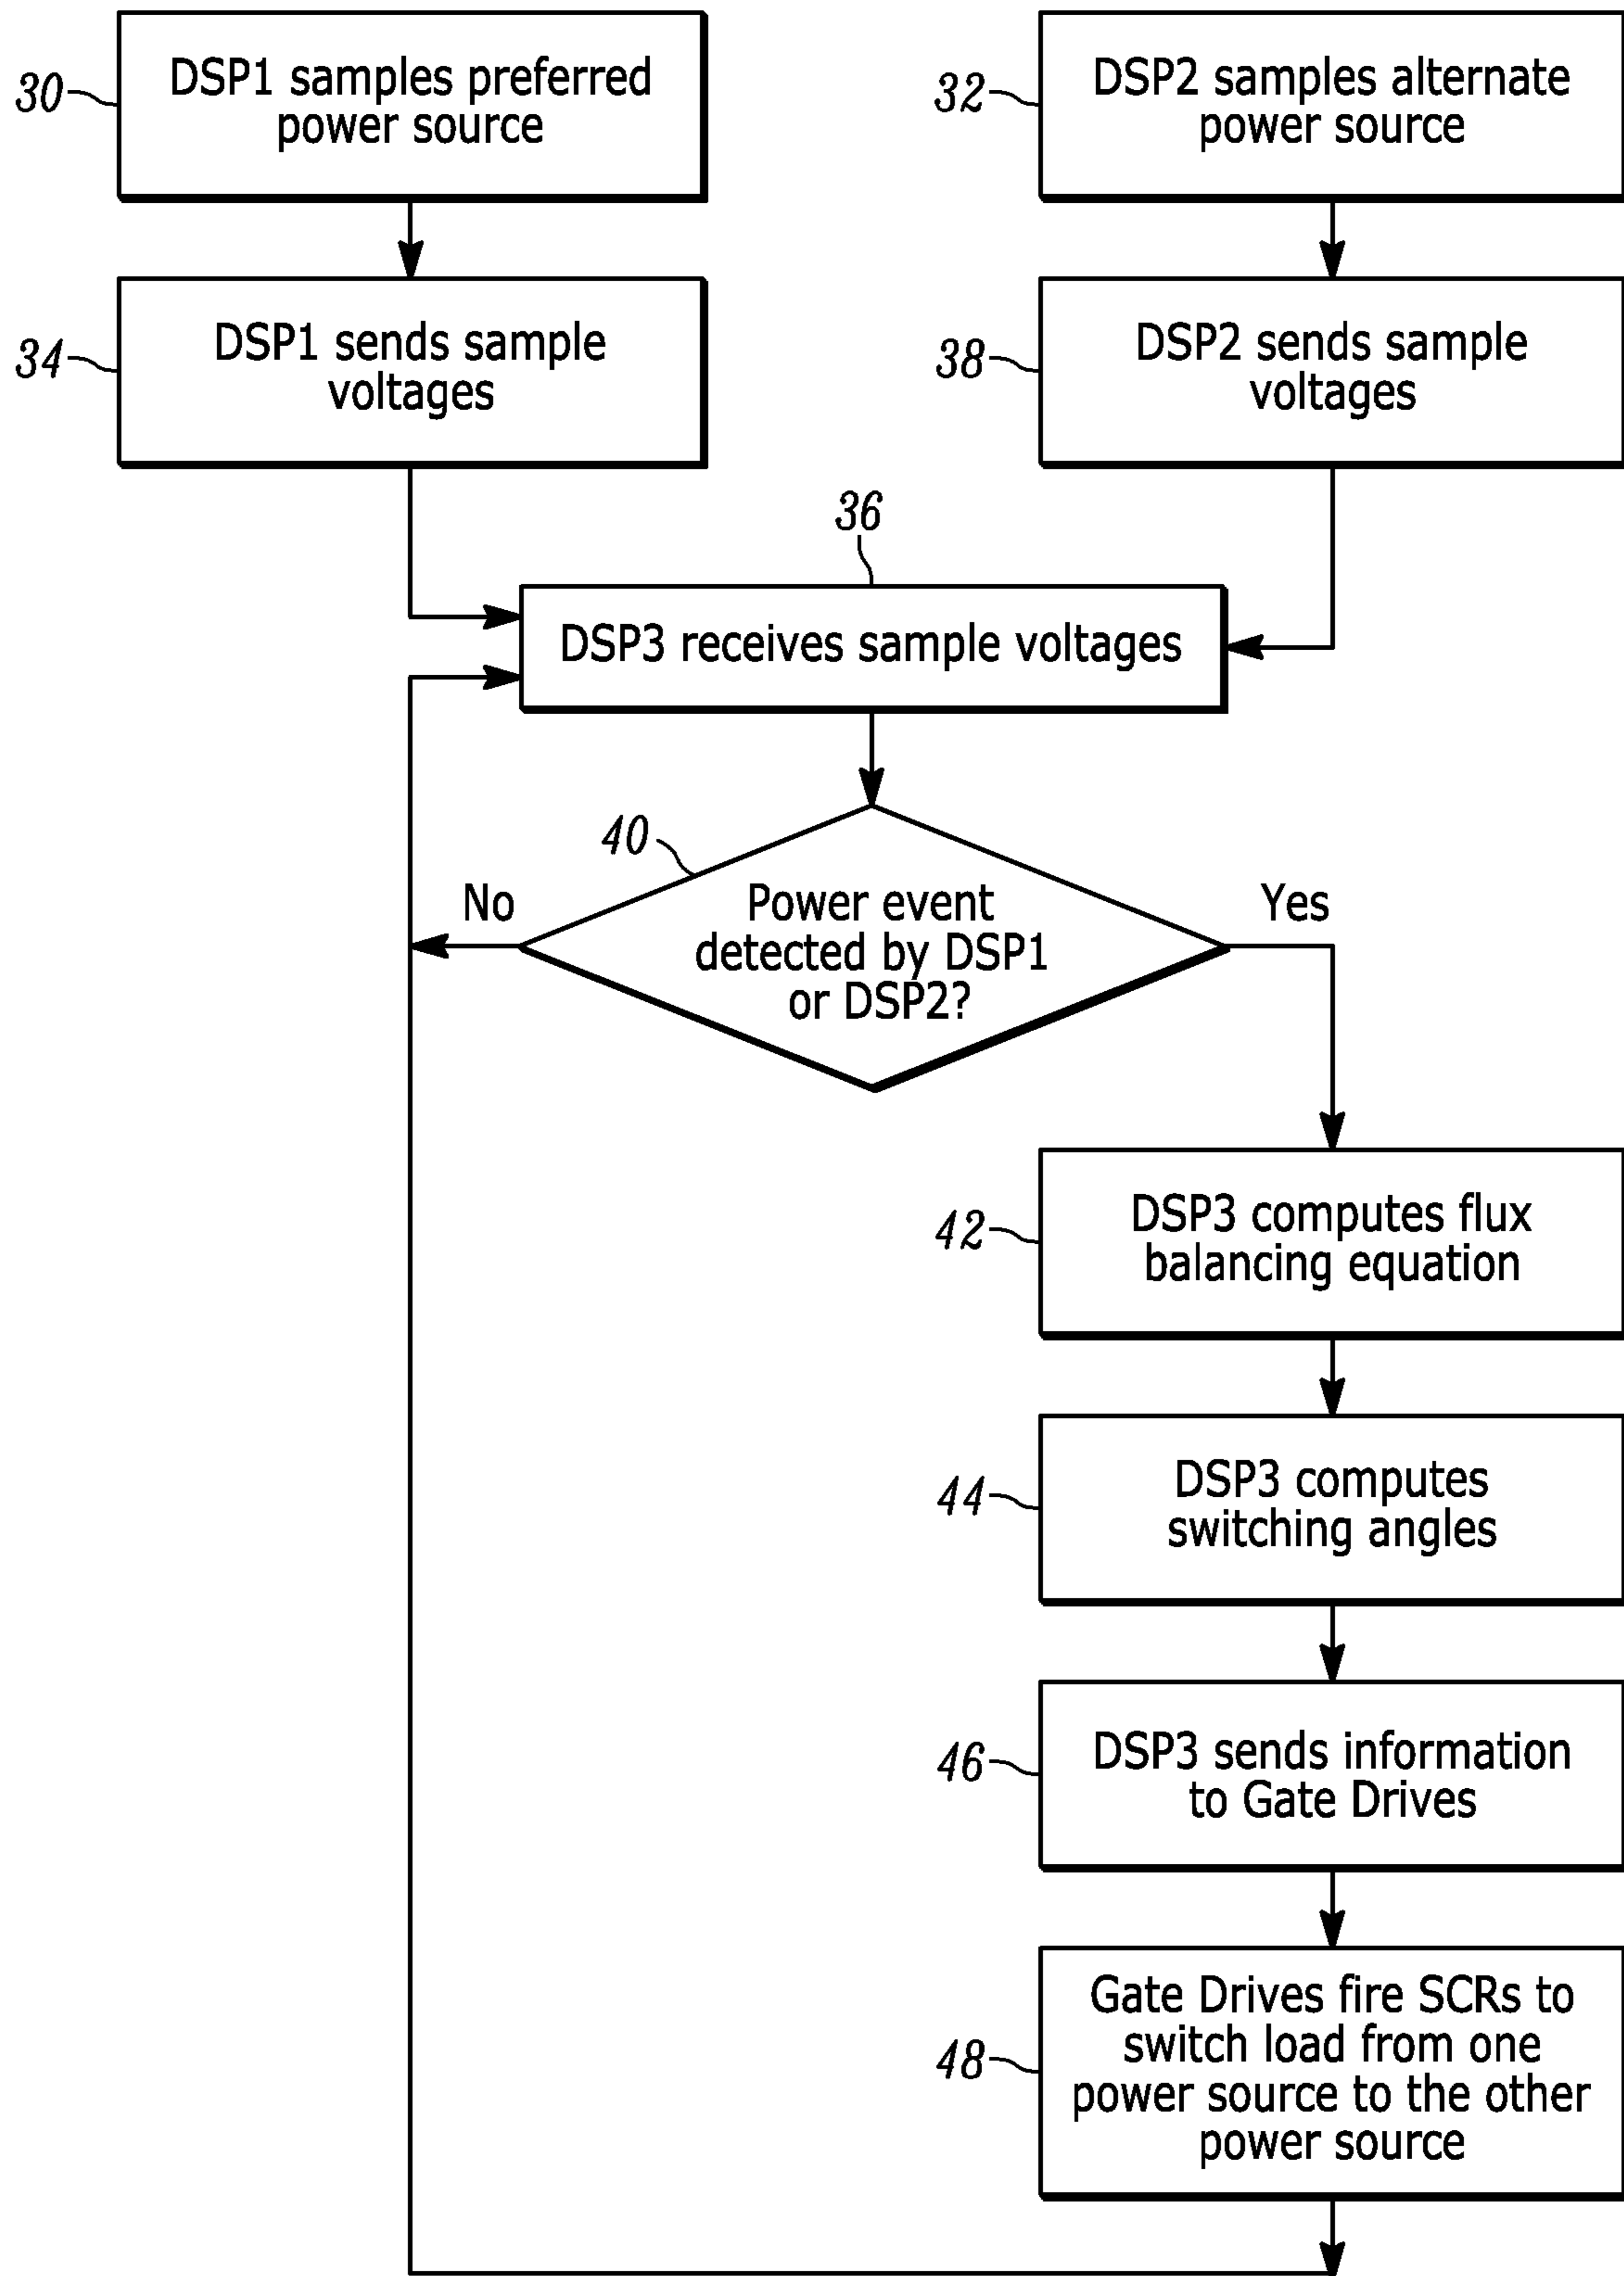 30
DSP1 samples preferred
power source
32
DSP2 samples alternate
power source
34
DSP1 sends sample
voltages
38
DSP2 sends sample
voltages
36
DSP3 receives sample voltages
40
No
Power event
detected by DSP1
or DSP2?
Yes
42
DSP3 computes flux
balancing equation
44
DSP3 computes
switching angles
46
DSP3 sends information
to Gate Drives
48
Gate Drives fire SCRs to
switch load from one
power source to the other
power source